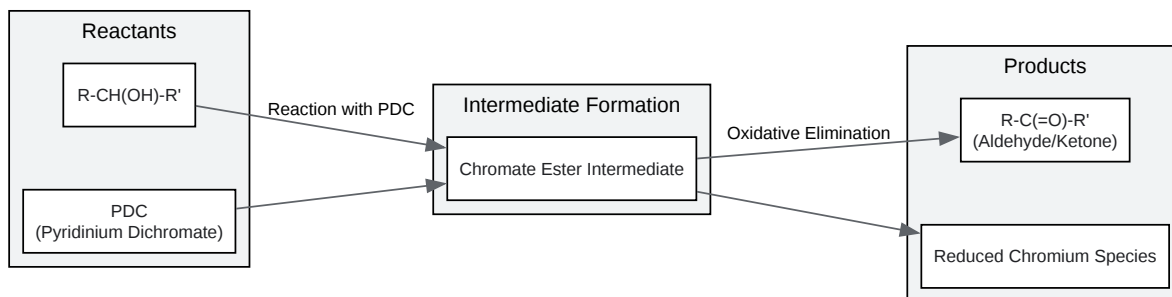 Reactants
R-CH(OH)-R'
PDC
(Pyridinium Dichromate)
Reaction with PDC
Intermediate Formation
Chromate Ester Intermediate
Oxidative Elimination
Products
R-C(=O)-R'
(Aldehyde/Ketone)
Reduced Chromium Species